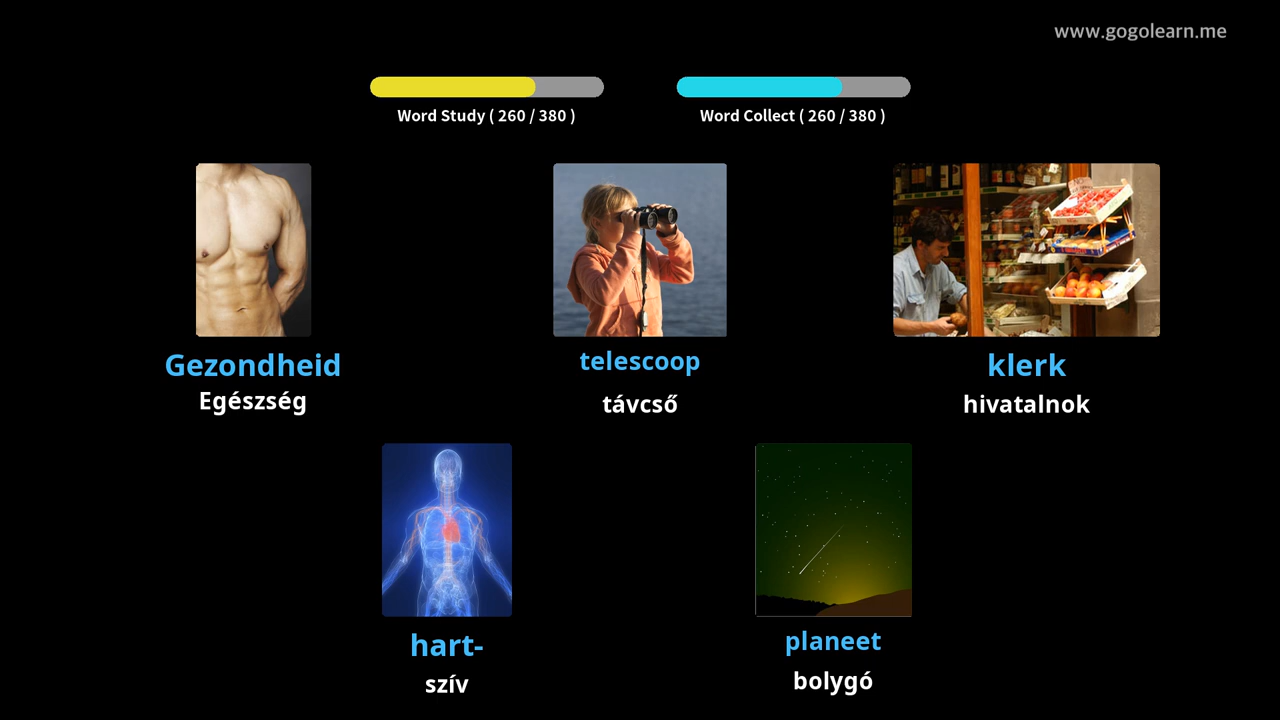 www.gogolearn.me
Word Study ( 260 / 380 )
Word Collect ( 260 / 380 )
Gezondheid
Egészség
telescoop
távcső
klerk
hivatalnok
hart-
szív
planeet
bolygó